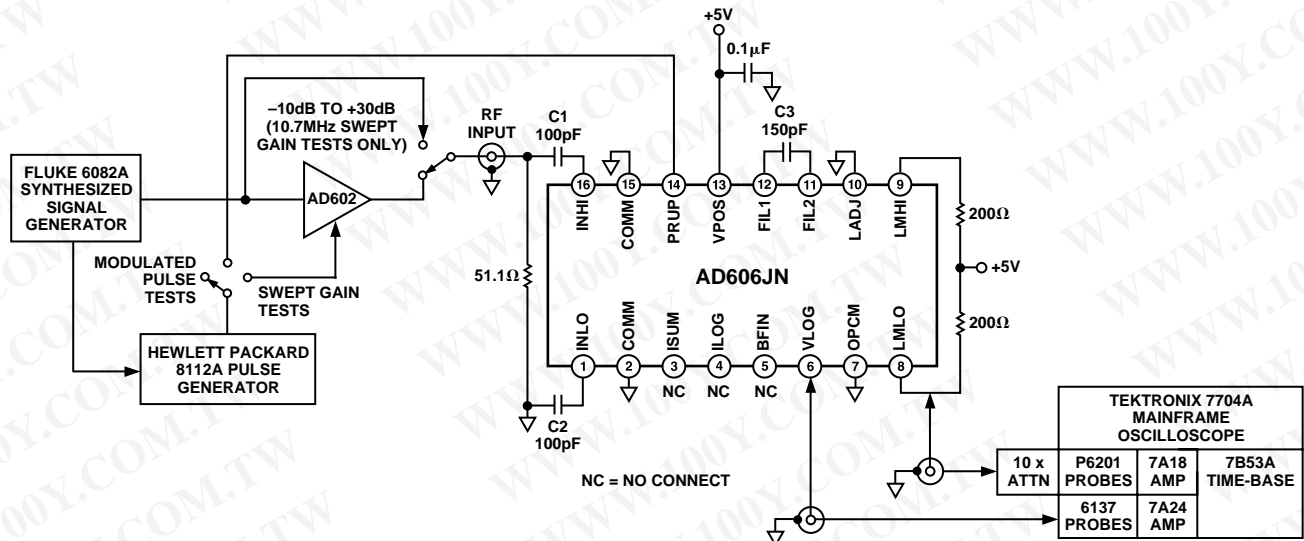 +5V
0.1µF
–10dB TO +30dB
(10.7MHz SWEPT
GAIN TESTS ONLY)
RF
INPUT
C1
100pF
C3
150pF
FLUKE 6082A
SYNTHESIZED
SIGNAL
GENERATOR
AD602
16
15
14
13
12
11
10
9
INHI
COMM
PRUP
VPOS
FIL1
FIL2
LADJ
LMHI
200Ω
+5V
200Ω
51.1Ω
AD606JN
MODULATED
PULSE
TESTS
SWEPT GAIN
TESTS
HEWLETT PACKARD
8112A PULSE
GENERATOR
INLO
COMM
ISUM
ILOG
BFIN
VLOG
OPCM
LMLO
1
2
3
4
5
6
7
8
NC
NC
NC
C2
100pF
NC = NO CONNECT
TEKTRONIX 7704A
MAINFRAME
OSCILLOSCOPE
10 x
ATTN
P6201
PROBES
7A18
AMP
7B53A
TIME-BASE
6137
PROBES
7A24
AMP
WWW.100Y.COM.TW